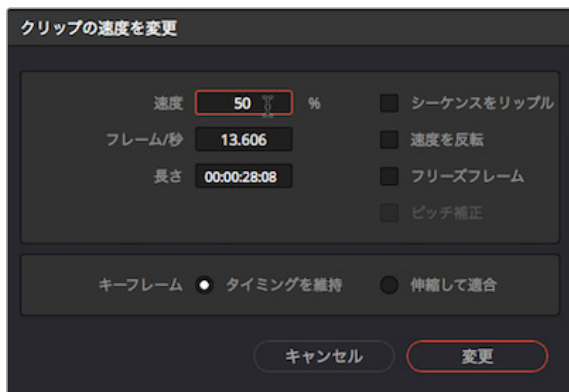 クリップの速度を変更
速度 50 % シーケンスをリップル
フレーム/秒 13.606 速度を反転
長さ 00:00:28:08 フリーズフレーム
ピッチ補正
キーフレーム タイミングを維持 伸縮して適合
キャンセル 変更